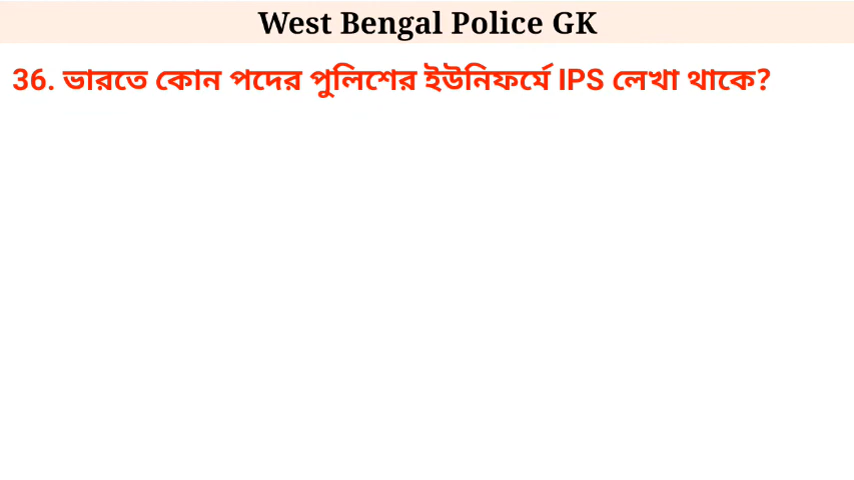 West Bengal Police GK
36. ভারতে কোন পদের পুলিশের ইউনিফর্মে IPS লেখা থাকে?